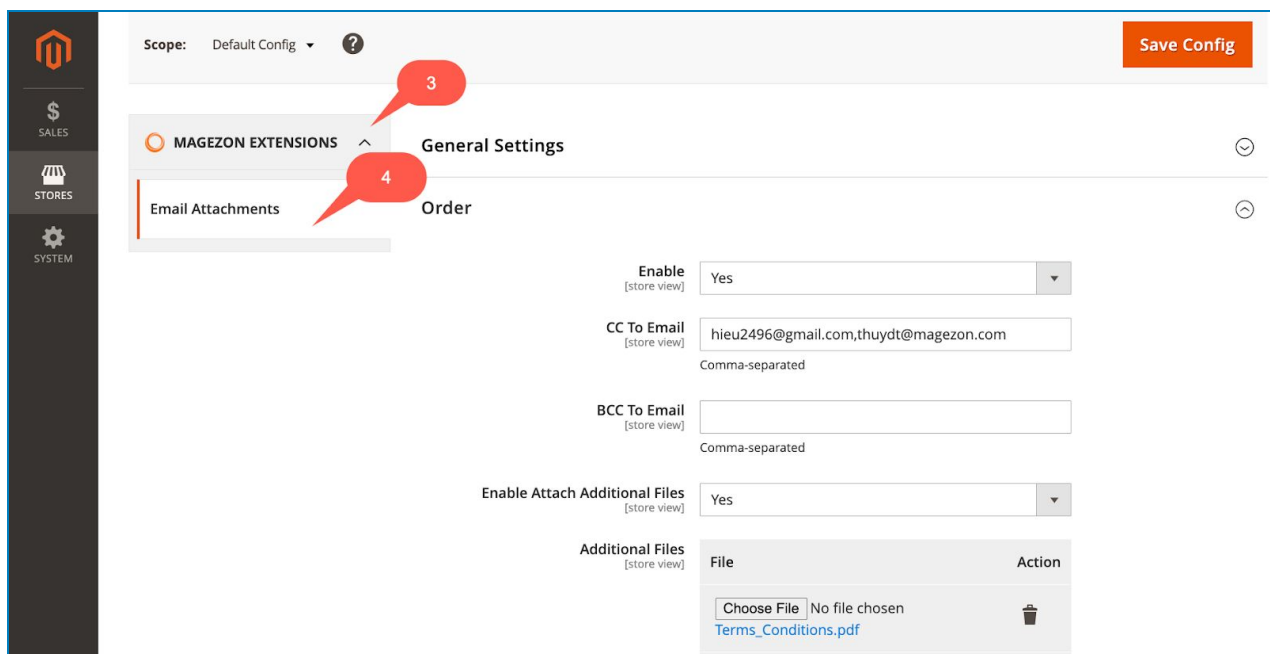 Scope: Default Config
?
Save Config
3
$
SALES
MAGEZON EXTENSIONS
General Settings
4
STORES
Email Attachments
Order
SYSTEM
Enable
[store view]
Yes
CC To Email
[store view]
hieu2496@gmail.com,thuydt@magezon.com
Comma-separated
BCC To Email
[store view]
Comma-separated
Enable Attach Additional Files
[store view]
Yes
Additional Files
[store view]
File Action
Choose File No file chosen
Terms_Conditions.pdf